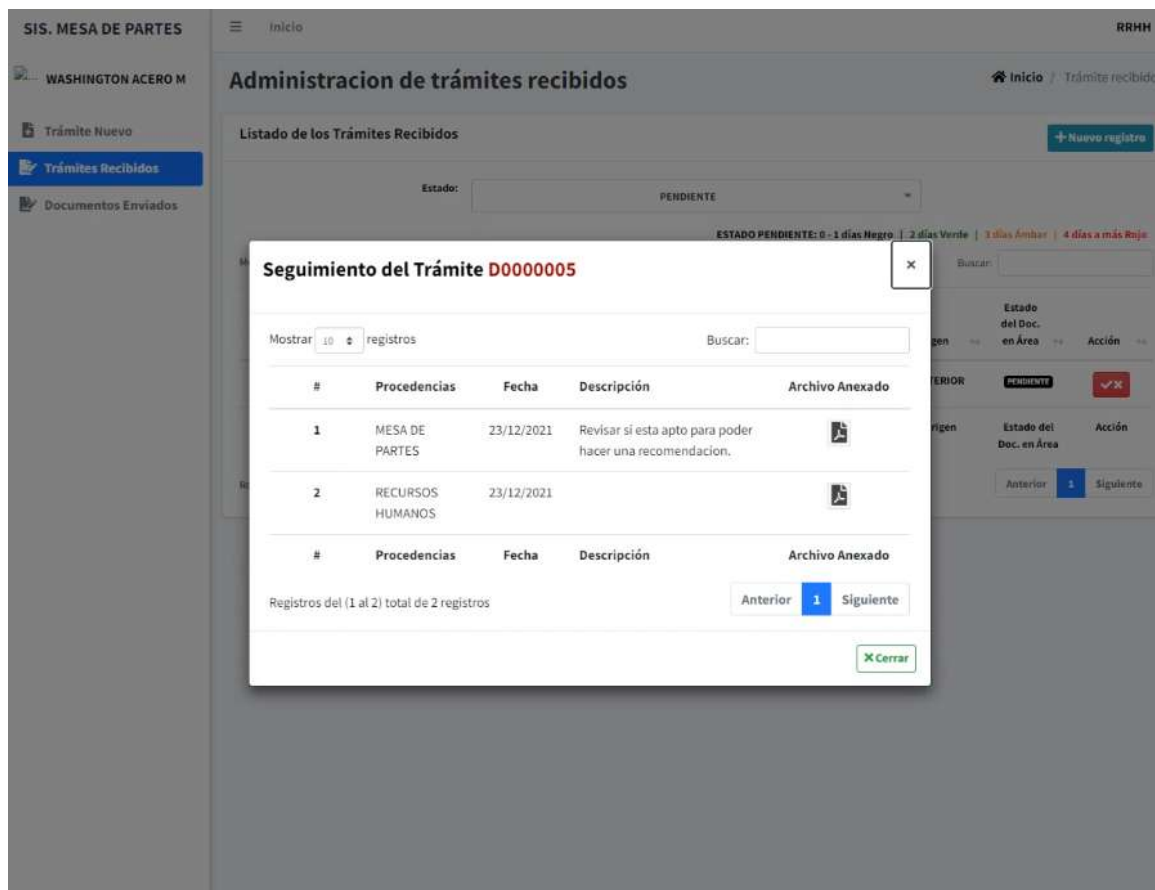 SIS. MESA DE PARTES
Inicio
RRHH
WASHINGTON ACERO M
Administracion de trámites recibidos
Inicio / Trámite recibido
Trámite Nuevo
Trámites Recibidos
Documentos Enviados
Listado de los Trámites Recibidos
+Nuevo registro
Estado:
PENDIENTE
ESTADO PENDIENTE: 0 - 1 días Negro | 2 días Verde | 3 días Ámbar | 4 días a más Rojo
Buscar:
Seguimiento del Trámite D0000005
×
Mostrar 10 registros
Buscar:
# Procedencias Fecha Descripción Archivo Anexado
1 MESA DE PARTES 23/12/2021 Revisar si esta apto para poder
hacer una recomendacion.
2 RECURSOS HUMANOS 23/12/2021
# Procedencias Fecha Descripción Archivo Anexado
Registros del (1 al 2) total de 2 registros
Anterior 1 Siguiente
Cerrar
Estado
del Doc.
en Área
Acción
PENDIENTE
Estado del
Doc. en Área
Acción
Anterior 1 Siguiente